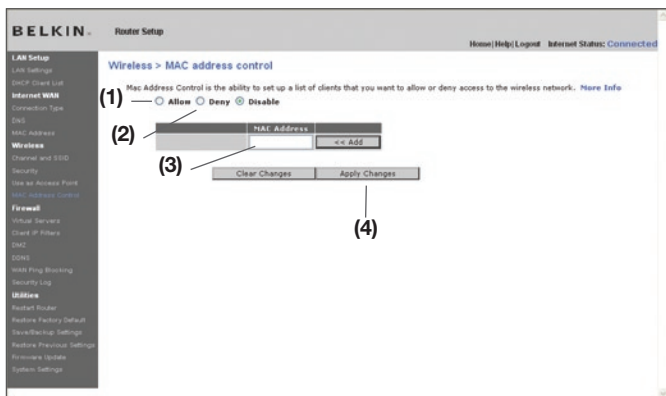 BELKIN. Router Setup
Home|Help|Logout Internet Status: Connected
LAN Setup
LAN Settings
DHCP Client List
Internet WAN
Connection Type
DNS
MAC Address
Wireless
Channel and SSID
Security
Use as Access Point
MAC Address Control
Firewall
Virtual Servers
Client IP Filters
DMZ
DDNS
WAN Ping Blocking
Security Log
Utilities
Restart Router
Restore Factory Default
Save/Backup Settings
Restore Previous Settings
Firmware Update
System Settings
Wireless > MAC address control
Mac Address Control is the ability to set up a list of clients that you want to allow or deny access to the wireless network. More Info
(1) Allow Deny Disable
(2)
MAC Address
(3) << Add
Clear Changes Apply Changes
(4)